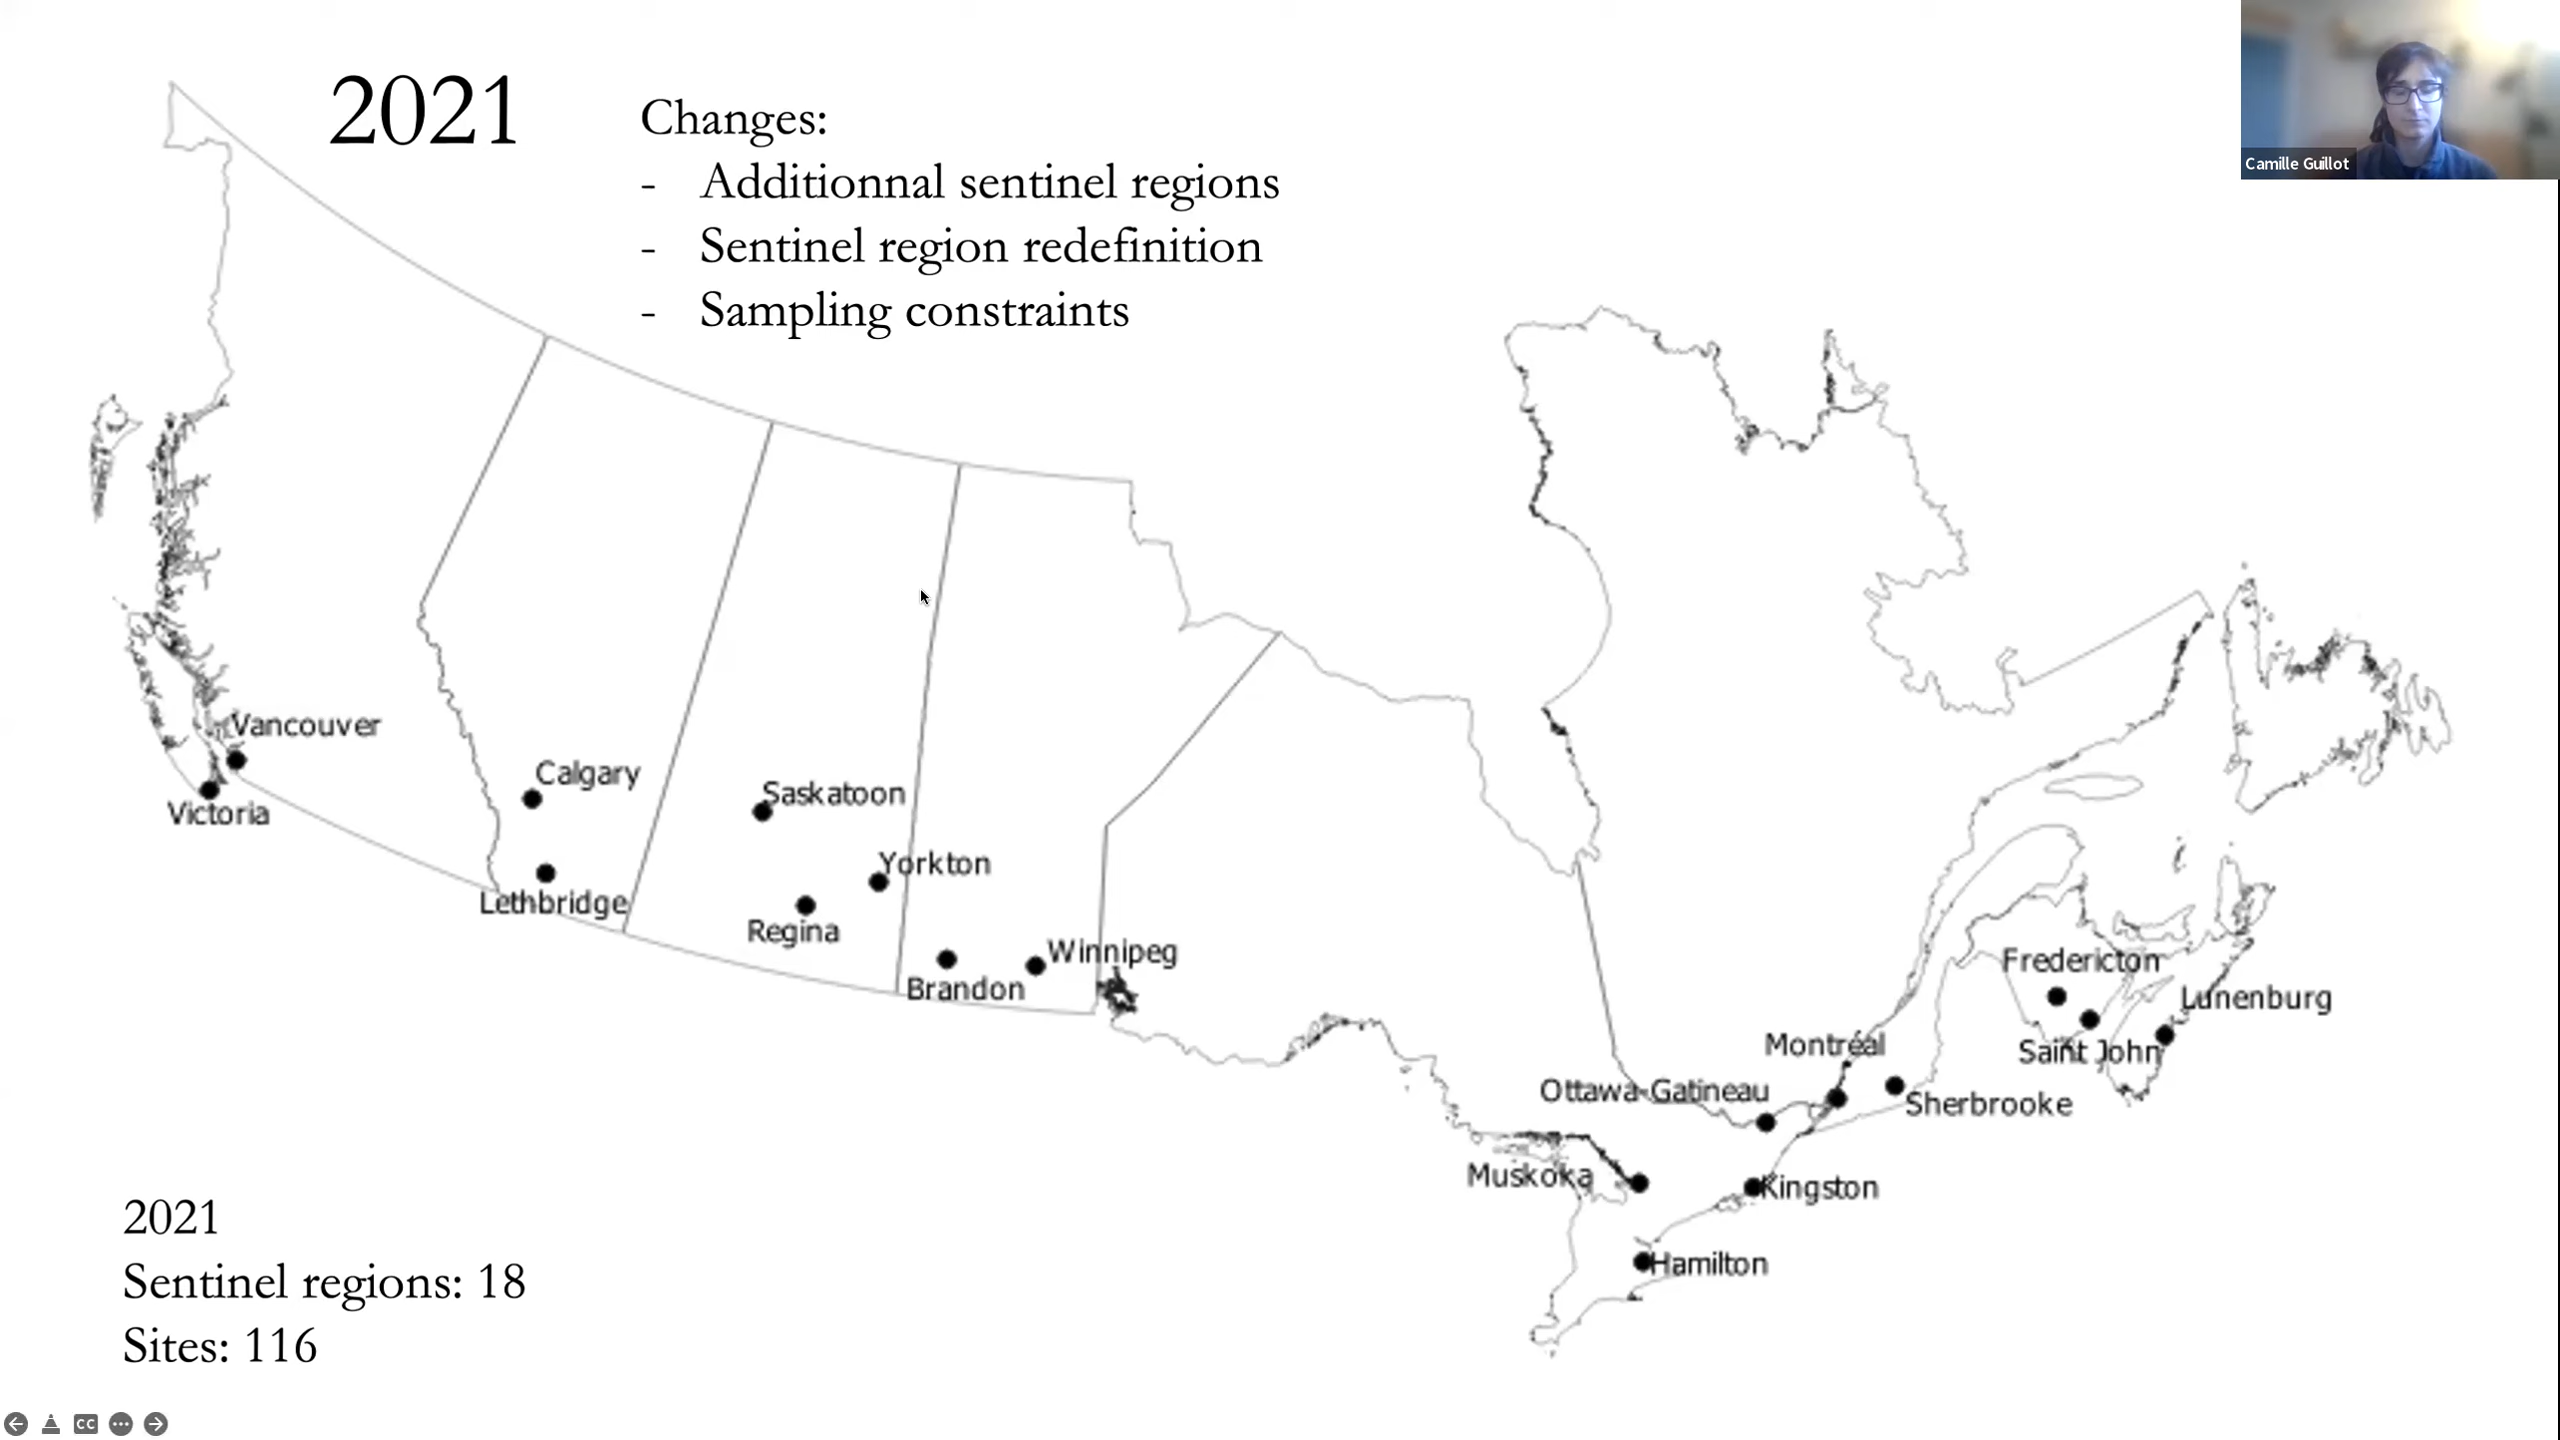 2021
Changes:
- Additionnal sentinel regions
- Sentinel region redefinition
- Sampling constraints
Camille Guillot
Vancouver
Victoria
Calgary
Lethbridge
Saskatoon
Yorkton
Regina
Brandon
Winnipeg
Fredericton
Lunenburg
Saint John
Montréal
Ottawa-Gatineau
Sherbrooke
Muskoka
Kingston
Hamilton
2021
Sentinel regions: 18
Sites: 116
CC